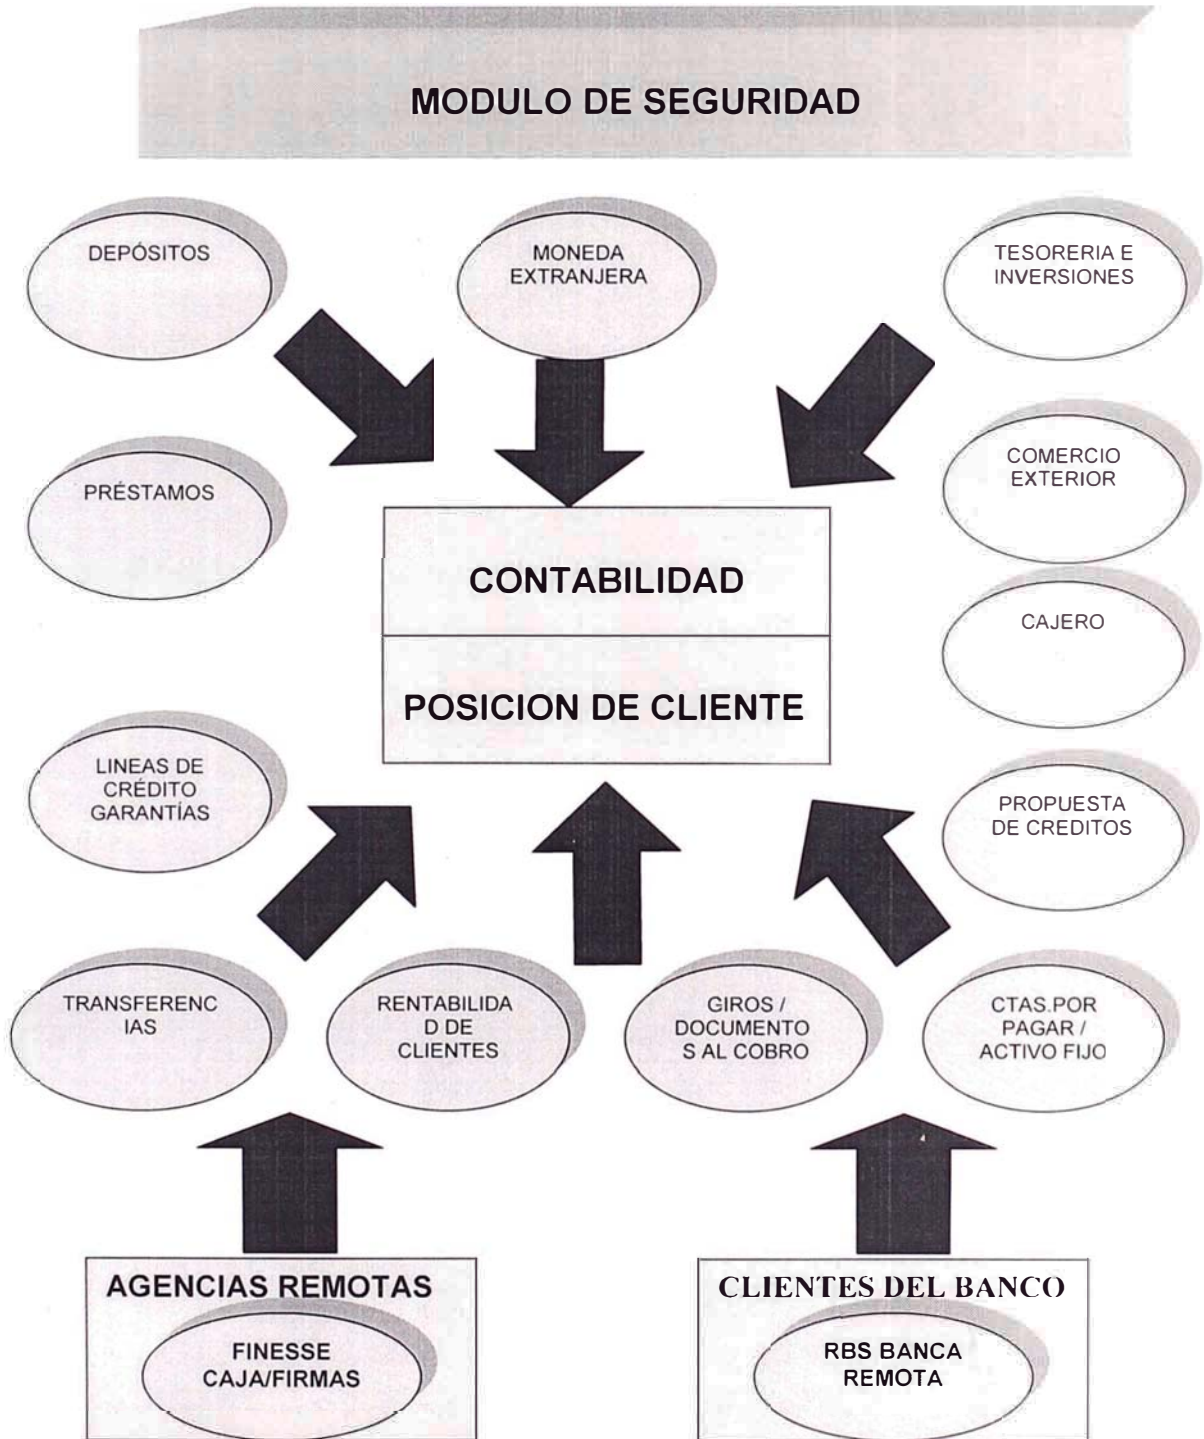 MODULO DE SEGURIDAD
DEPÓSITOS
MONEDA
EXTRANJERA
TESORERIA E
INVERSIONES
PRÉSTAMOS
COMERCIO
EXTERIOR
CONTABILIDAD
CAJERO
POSICION DE CLIENTE
LINEAS DE
CRÉDITO
GARANTÍAS
PROPUESTA
DE CREDITOS
TRANSFERENC
IAS
RENTABILIDA
D DE
CLIENTES
GIROS /
DOCUMENTO
S AL COBRO
CTAS.POR
PAGAR /
ACTIVO FIJO
AGENCIAS REMOTAS
FINESSE
CAJA/FIRMAS
CLIENTES DEL BANCO
RBS BANCA
REMOTA